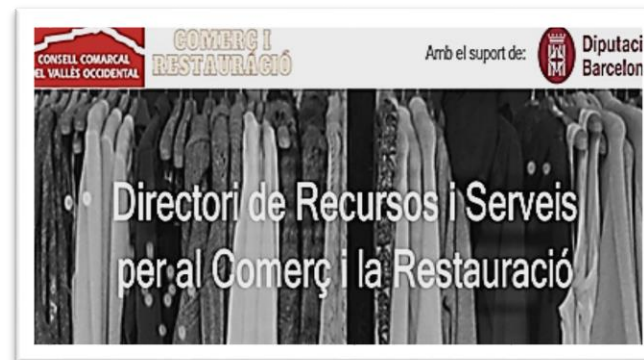 CONSELL COMARCAL
EL VALLÈS OCCIDENTAL
COMERÇ I
RESTAURACIÓ
Amb el suport de:
Diputaci
Barcelon
Directori de Recursos i Serveis
per al Comerç i la Restauració